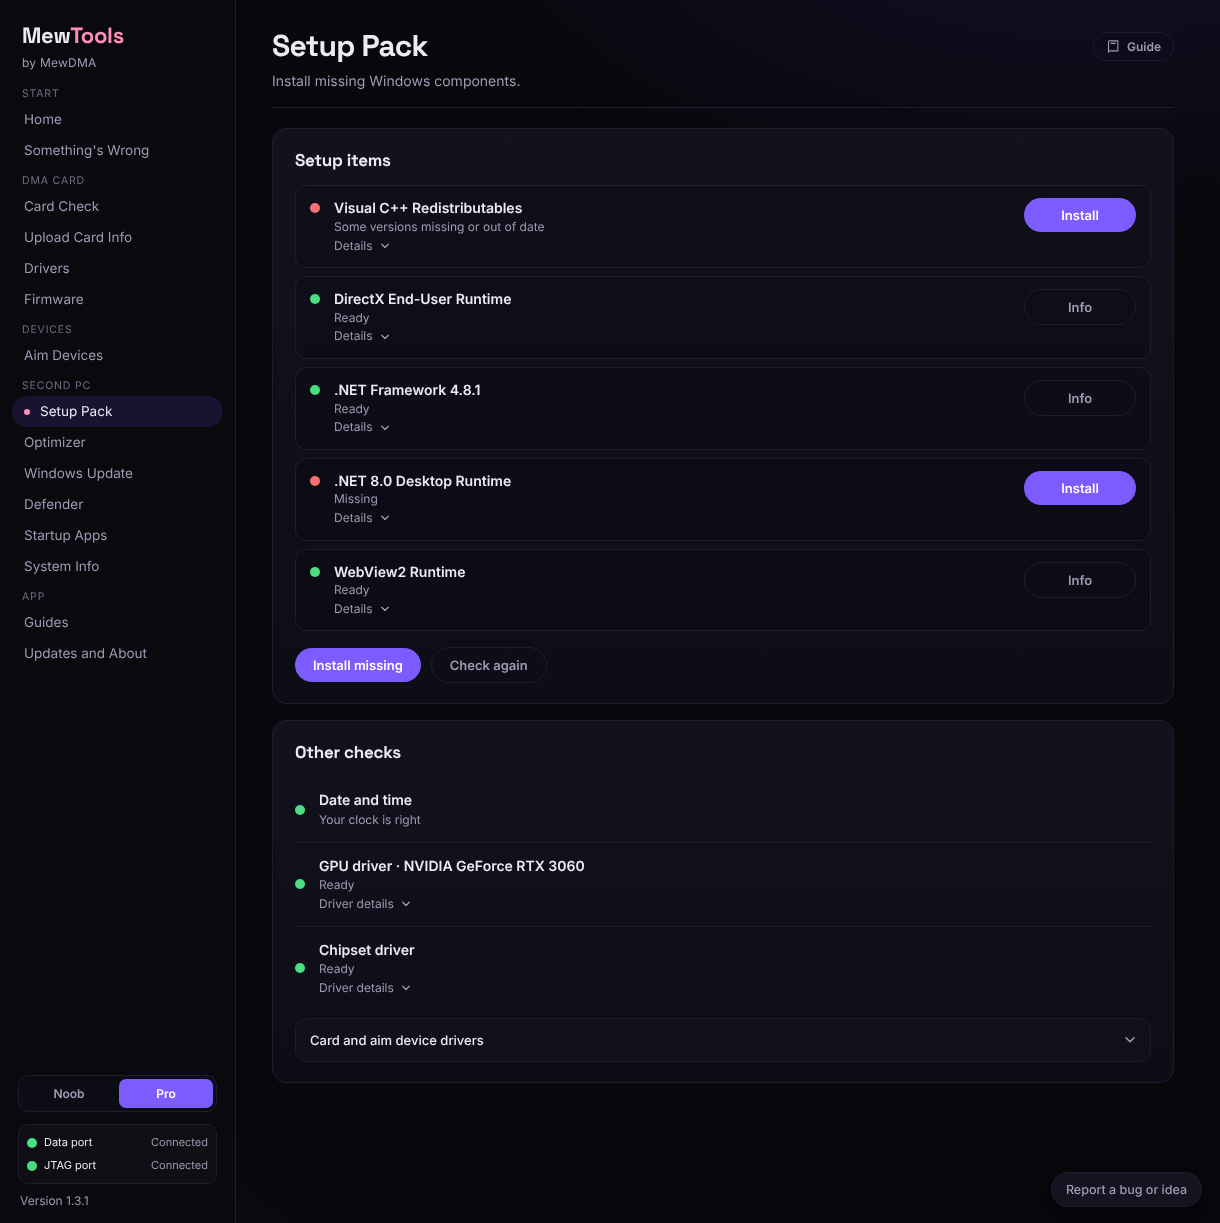 MewTools
by MewDMA
START
Home
Something's Wrong
DMA CARD
Card Check
Upload Card Info
Drivers
Firmware
DEVICES
Aim Devices
SECOND PC
Setup Pack
Optimizer
Windows Update
Defender
Startup Apps
System Info
APP
Guides
Updates and About
Noob
Pro
Data port
Connected
JTAG port
Connected
Version 1.3.1
Setup Pack
Guide
Install missing Windows components.
Setup items
Visual C++ Redistributables
Some versions missing or out of date
Details
Install
DirectX End-User Runtime
Ready
Details
Info
.NET Framework 4.8.1
Ready
Details
Info
.NET 8.0 Desktop Runtime
Missing
Details
Install
WebView2 Runtime
Ready
Details
Info
Install missing
Check again
Other checks
Date and time
Your clock is right
GPU driver · NVIDIA GeForce RTX 3060
Ready
Driver details
Chipset driver
Ready
Driver details
Card and aim device drivers
Report a bug or idea